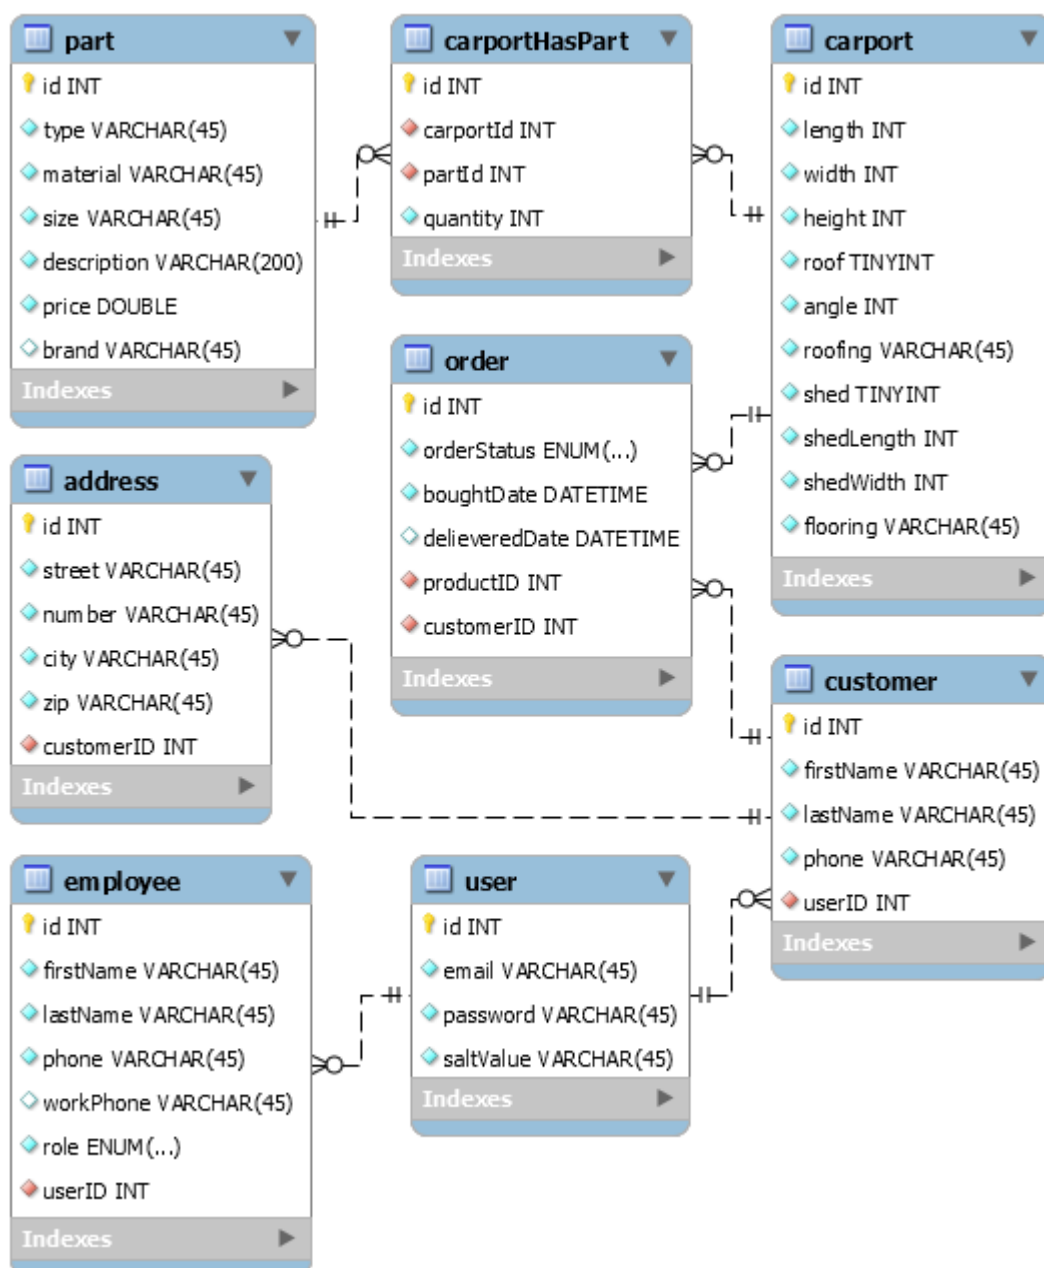 part
id INT
type VARCHAR(45)
material VARCHAR(45)
size VARCHAR(45)
description VARCHAR(200)
price DOUBLE
brand VARCHAR(45)
Indexes
carportHasPart
id INT
carportId INT
partId INT
quantity INT
Indexes
carport
id INT
length INT
width INT
height INT
roof TINYINT
angle INT
roofing VARCHAR(45)
shed TINYINT
shedLength INT
shedWidth INT
flooring VARCHAR(45)
Indexes
order
id INT
orderStatus ENUM(...)
boughtDate DATETIME
delieveredDate DATETIME
productID INT
customerID INT
Indexes
address
id INT
street VARCHAR(45)
number VARCHAR(45)
city VARCHAR(45)
zip VARCHAR(45)
customerID INT
Indexes
customer
id INT
firstName VARCHAR(45)
lastName VARCHAR(45)
phone VARCHAR(45)
userID INT
Indexes
employee
id INT
firstName VARCHAR(45)
lastName VARCHAR(45)
phone VARCHAR(45)
workPhone VARCHAR(45)
role ENUM(...)
userID INT
Indexes
user
id INT
email VARCHAR(45)
password VARCHAR(45)
saltValue VARCHAR(45)
Indexes